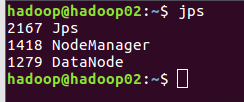 hadoop@hadoop02:~$ jps
2167 Jps
1418 NodeManager
1279 DataNode
hadoop@hadoop02:~$